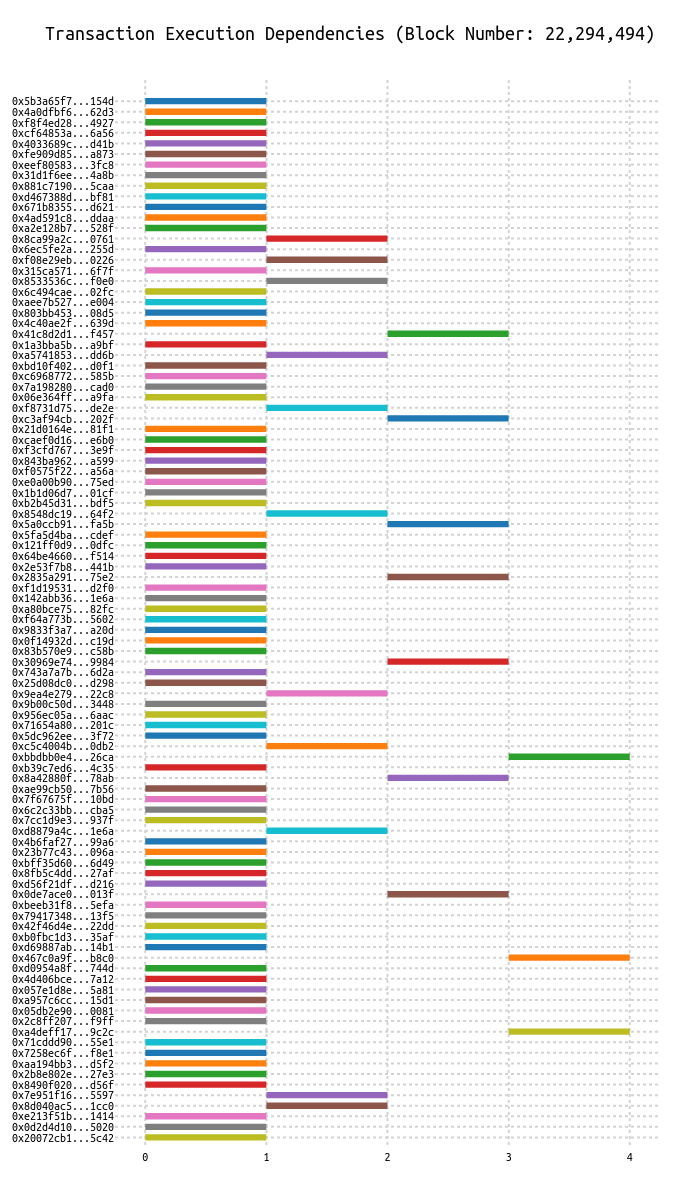 Transaction Execution Dependencies (Block Number: 22,294,494)
0x5b3a65f7...154d
0x4a0dfbf6...62d3
0xf8f4ed28...4927
0xcf64853a...6a56
0x4033689c...d41b
0xfe909d85...a873
0xeef80583...3fc8
0x31d1f6ee...4a8b
0x881c7190...5caa
0xd467388d...bf81
0x671b8355...d621
0x4ad591c8...ddaa
0xa2e128b7...528f
0x8ca99a2c...0761
0x6ec5fe2a...255d
0xf08e29eb...0226
0x315ca571...6f7f
0x8533536c...f0e0
0x6c494cae...02fc
0xaee7b527...e004
0x803bb453...08d5
0x4c40ae2f...639d
0x41c8d2d1...f457
0x1a3bba5b...a9bf
0xa5741853...dd6b
0xbd10f402...d0f1
0xc6968772...585b
0x7a198280...cad0
0x06e364ff...a9fa
0xf8731d75...de2e
0xc3af94cb...202f
0x21d0164e...81f1
0xcaef0d16...e6b0
0xf3cfd767...3e9f
0x843ba962...a599
0xf0575f22...a56a
0xe0a00b90...75ed
0x1b1d06d7...01cf
0xb2b45d31...bdf5
0x8548dc19...64f2
0x5a0ccb91...fa5b
0x5fa5d4ba...cdef
0x121ff0d9...0dfc
0x64be4660...f514
0x2e53f7b8...441b
0x2835a291...75e2
0xf1d19531...d2f0
0x142abb36...1e6a
0xa80bce75...82fc
0xf64a773b...5602
0x9833f3a7...a20d
0x0f14932d...c19d
0x83b570e9...c58b
0x30969e74...9984
0x743a7a7b...6d2a
0x25d08dc0...d298
0x9ea4e279...22c8
0x9b00c50d...3448
0x956ec05a...6aac
0x71654a80...201c
0x5dc962ee...3f72
0xc5c4004b...0db2
0xbbdbb0e4...26ca
0xb39c7ed6...4c35
0x8a42880f...78ab
0xae99cb50...7b56
0x7f67675f...10bd
0x6c2c33bb...cba5
0x7cc1d9e3...937f
0xd8879a4c...1e6a
0x4b6faf27...99a6
0x23b77c43...096a
0xbff35d60...6d49
0x8fb5c4dd...27af
0xd56f21df...d216
0x0de7ace0...013f
0xbeeb31f8...5efa
0x79417348...13f5
0x42f46d4e...22dd
0xb0fbc1d3...35af
0xd69887ab...14b1
0x467c0a9f...b8c0
0xd0954a8f...744d
0x4d406bce...7a12
0x057e1d8e...5a81
0xa957c6cc...15d1
0x05db2e90...0081
0x2c8ff207...f9ff
0xa4deff17...9c2c
0x71cddd90...55e1
0x7258ec6f...f8e1
0xaa194bb3...d5f2
0x2b8e802e...27e3
0x8490f020...d56f
0x7e951f16...5597
0x8d040ac5...1cc0
0xe213f51b...1414
0x0d2d4d10...5020
0x20072cb1...5c42
0 1 2 3 4